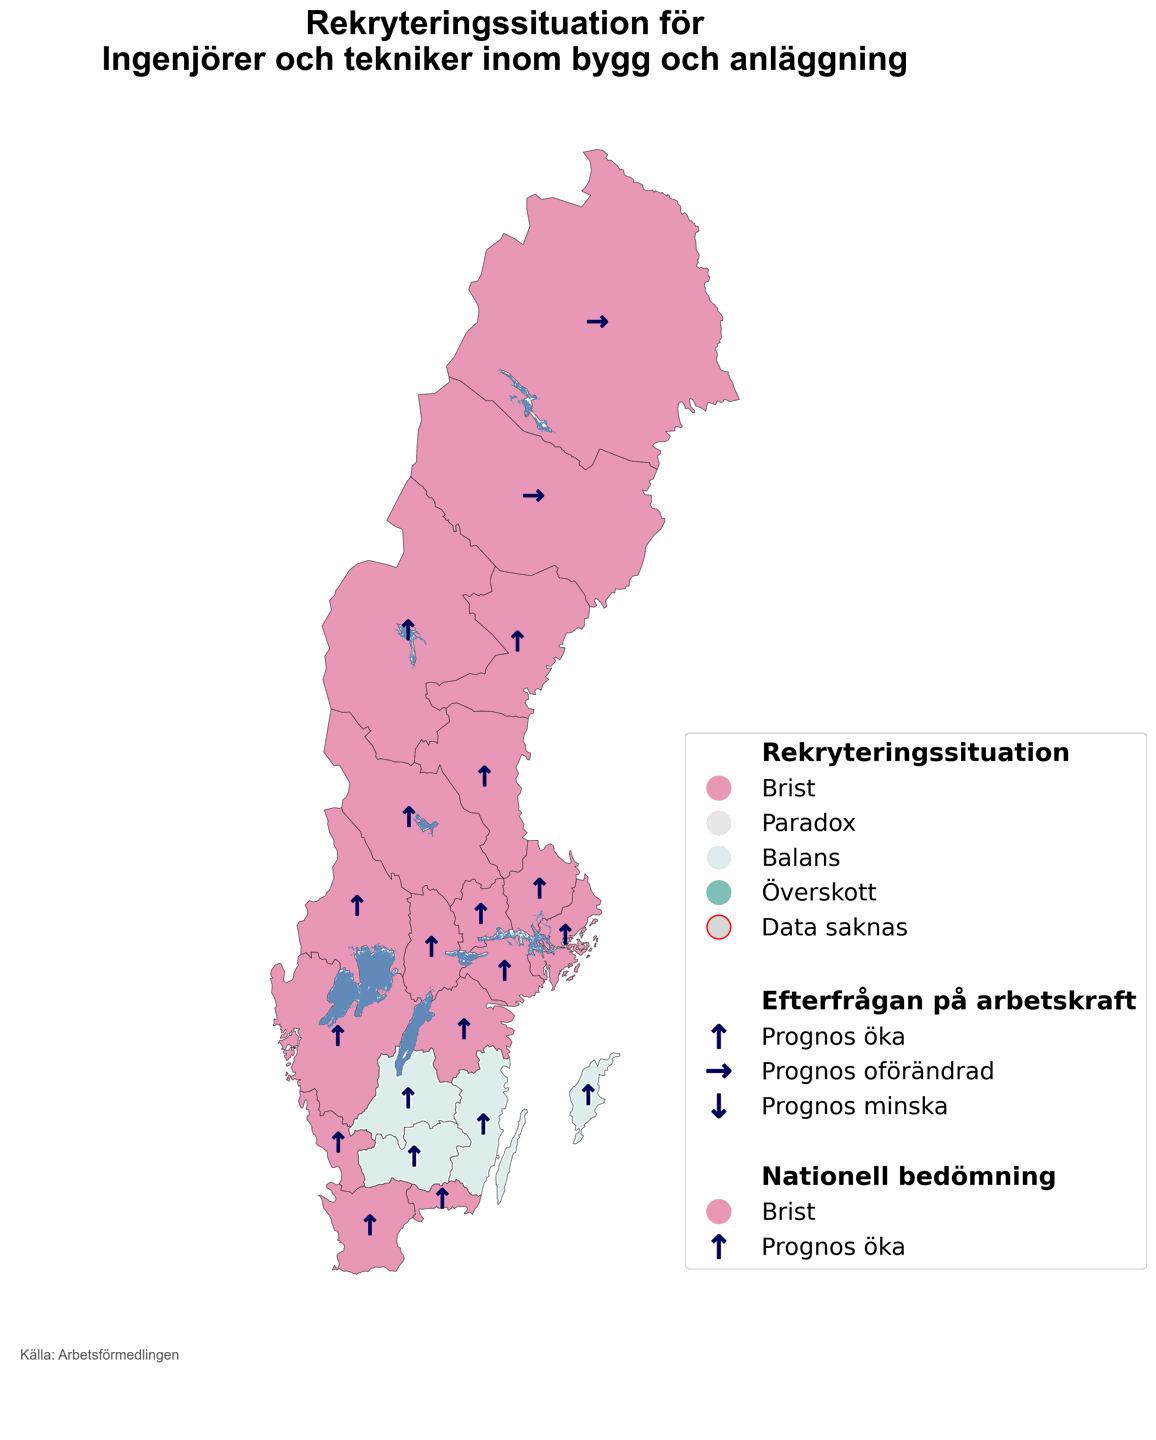 Rekryteringssituation för
Ingenjörer och tekniker inom bygg och anläggning
Rekryteringssituation
Brist
Paradox
Balans
Överskott
Data saknas
Efterfrågan på arbetskraft
Prognos öka
Prognos oförändrad
Prognos minska
Nationell bedömning
Brist
Prognos öka
Källa: Arbetsförmedlingen